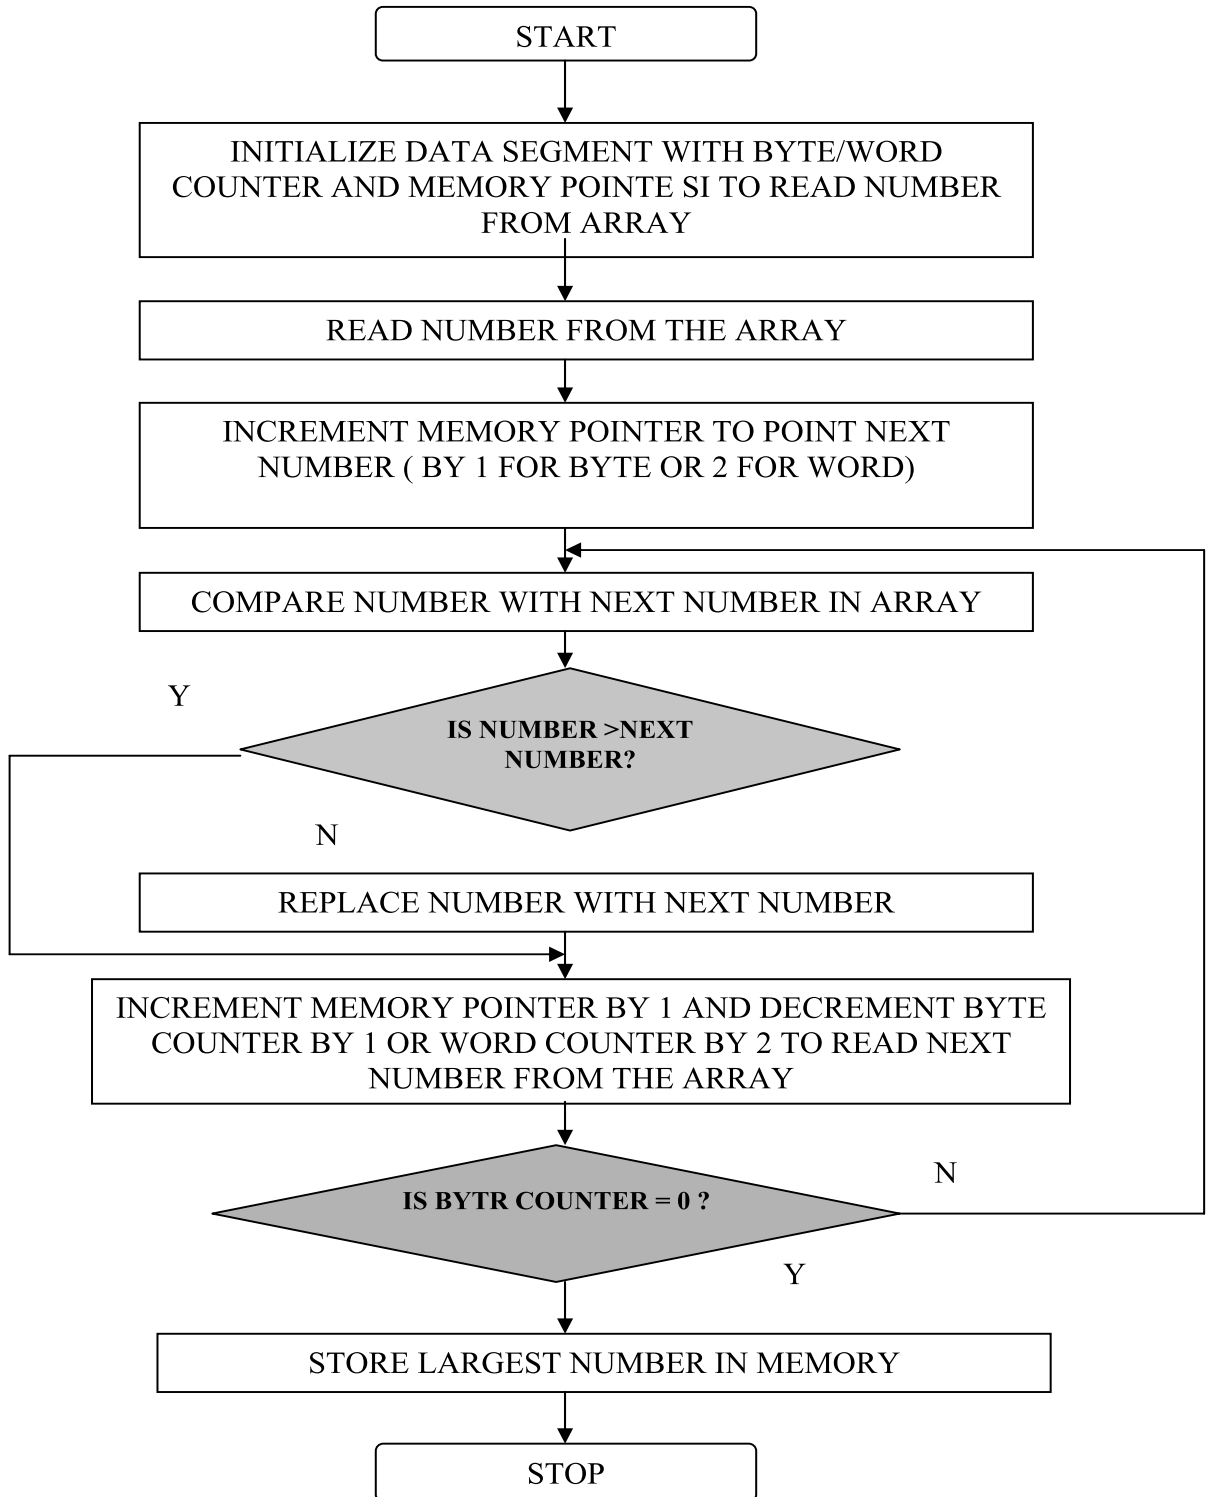 START
INITIALIZE DATA SEGMENT WITH BYTE/WORD
COUNTER AND MEMORY POINTE SI TO READ NUMBER
FROM ARRAY
READ NUMBER FROM THE ARRAY
INCREMENT MEMORY POINTER TO POINT NEXT
NUMBER ( BY 1 FOR BYTE OR 2 FOR WORD)
COMPARE NUMBER WITH NEXT NUMBER IN ARRAY
Y
IS NUMBER >NEXT
NUMBER?
N
REPLACE NUMBER WITH NEXT NUMBER
INCREMENT MEMORY POINTER BY 1 AND DECREMENT BYTE
COUNTER BY 1 OR WORD COUNTER BY 2 TO READ NEXT
NUMBER FROM THE ARRAY
N
IS BYTR COUNTER = 0 ?
Y
STORE LARGEST NUMBER IN MEMORY
STOP